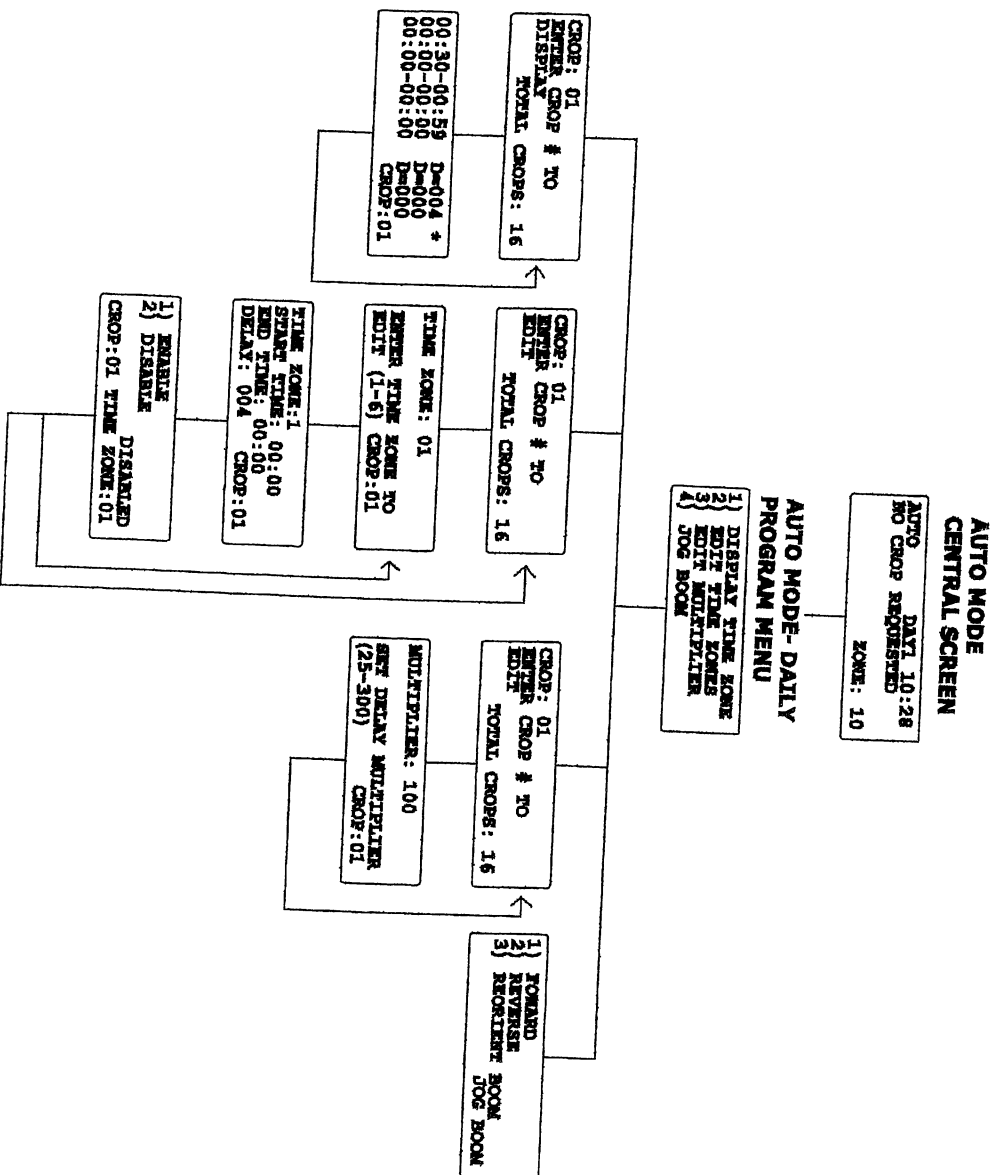 AUTO MODE
CENTRAL SCREEN
AUTO DAY1 10:28
NO CROP REQUESTED
ZONE: 10
AUTO MODE- DAILY
PROGRAM MENU
1) DISPLAY TIME ZONE
2) EDIT TIME ZONES
3) EDIT MULTIPLIER
4) JOG BOOM
CROP: 01
ENTER CROP # TO
DISPLAY
TOTAL CROPS: 16
00:30-00:59 D=004 *
00:00-00:00 D=000
00:00-00:00 D=000
CROP:01
CROP: 01
ENTER CROP # TO
EDIT
TOTAL CROPS: 16
TIME ZONE: 01
ENTER TIME ZONE TO
EDIT (1-6) CROP:01
TIME ZONE:1
START TIME: 00:00
END TIME: 00:00
DELAY: 004 CROP:01
1) ENABLE
2) DISABLE
DISABLED
CROP:01 TIME ZONE:01
CROP: 01
ENTER CROP # TO
EDIT
TOTAL CROPS: 16
MULTIPLIER: 100
SET DELAY MULTIPLIER
(25-300) CROP:01
1) FOWARD
2) REVERSE
3) REORIENT BOOM
JOG BOOM